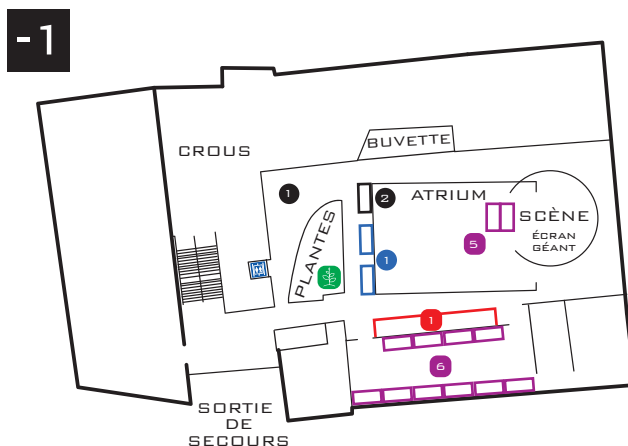 -1
CROUS
BUVETTE
1
2
ATRIUM
SCÈNE
ÉCRAN
GÉANT
5
PLANTES
1
1
6
SORTIE
DE
SECOURS